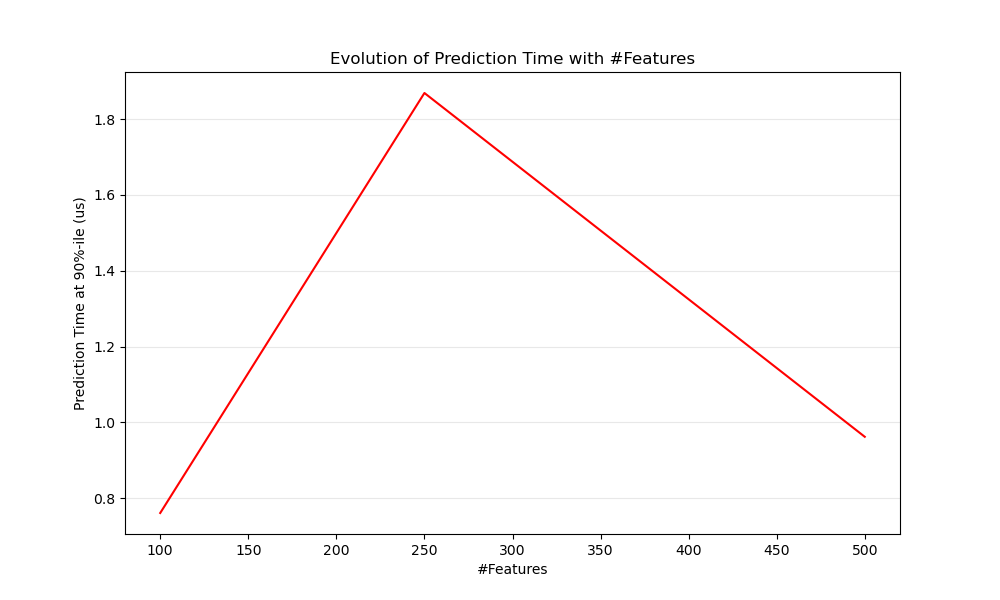 Evolution of Prediction Time with #Features
Prediction Time at 90%-ile (us)
1.8
1.6
1.4
1.2
1.0
0.8
100 150 200 250 300 350 400 450 500
#Features